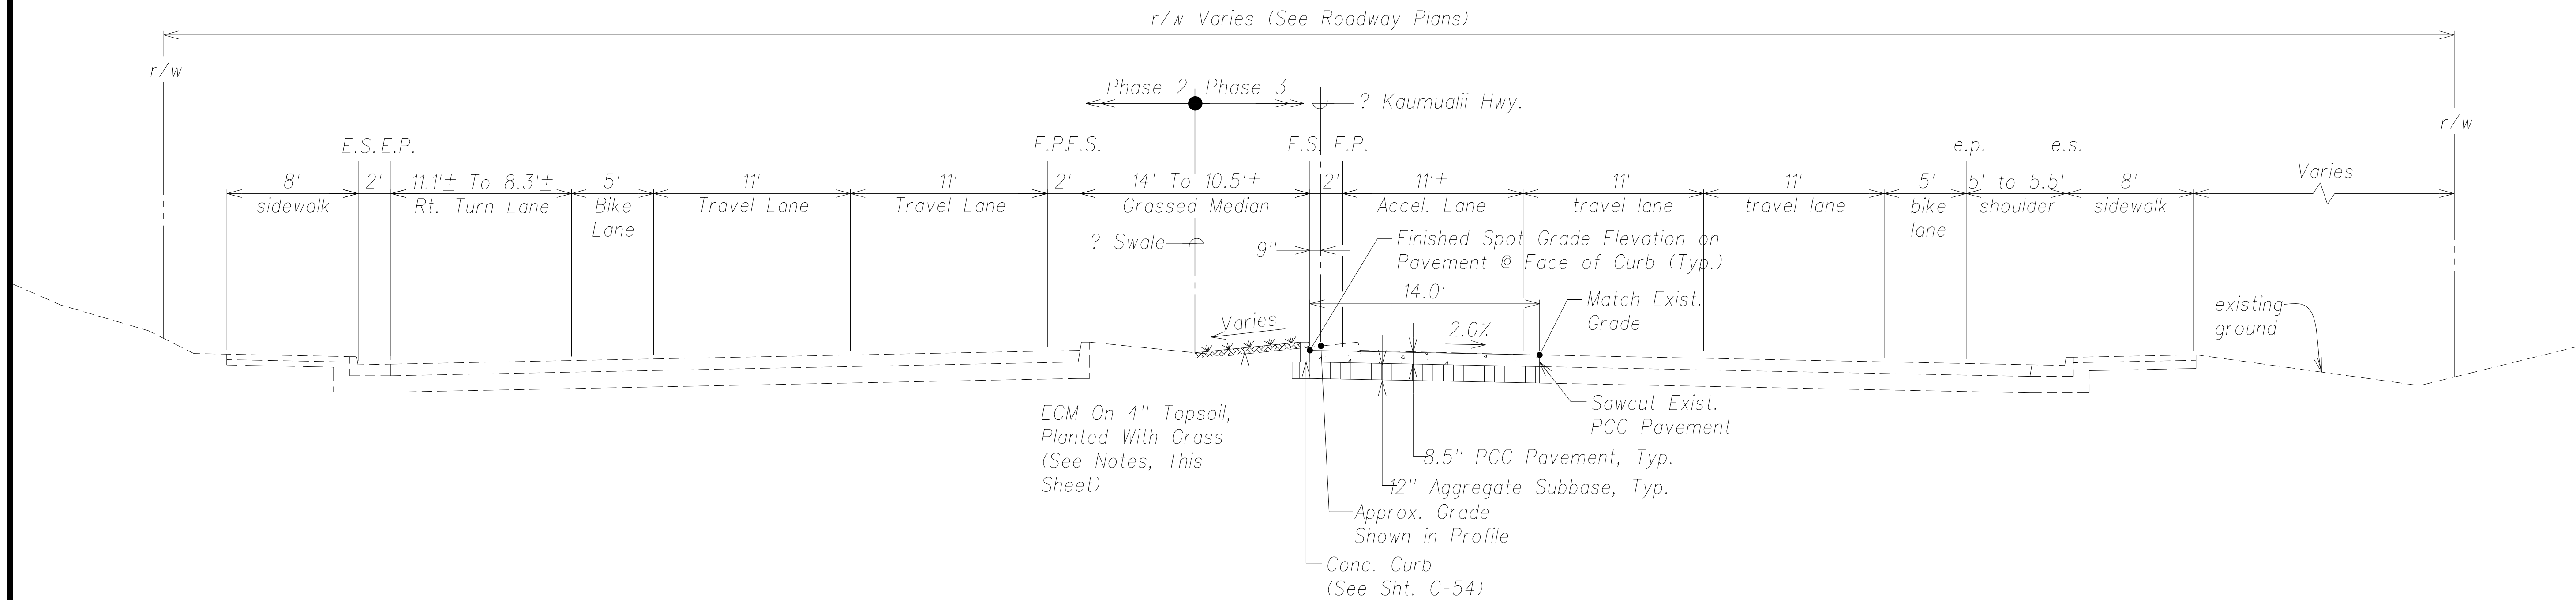 r/w Varies (See Roadway Plans)
r/w
Phase 2
Phase 3
? Kaumualii Hwy.
r/w
E.S.
E.P.
E.P.
E.S.
E.S.
E.P.
e.p.
e.s.
8'
sidewalk
2'
11.1'± To 8.3'±
Rt. Turn Lane
5'
Bike
Lane
11'
Travel Lane
11'
Travel Lane
2'
14' To 10.5'±
Grassed Median
2'
11'±
Accel. Lane
11'
travel lane
11'
travel lane
5'
bike
lane
5' to 5.5'
shoulder
8'
sidewalk
Varies
? Swale
9"
Finished Spot Grade Elevation on
Pavement @ Face of Curb (Typ.)
14.0'
Match Exist.
Grade
Varies
2.0%
existing
ground
ECM On 4" Topsoil,
Planted With Grass
(See Notes, This
Sheet)
Sawcut Exist.
PCC Pavement
8.5" PCC Pavement, Typ.
12" Aggregate Subbase, Typ.
Approx. Grade
Shown in Profile
Conc. Curb
(See Sht. C-54)